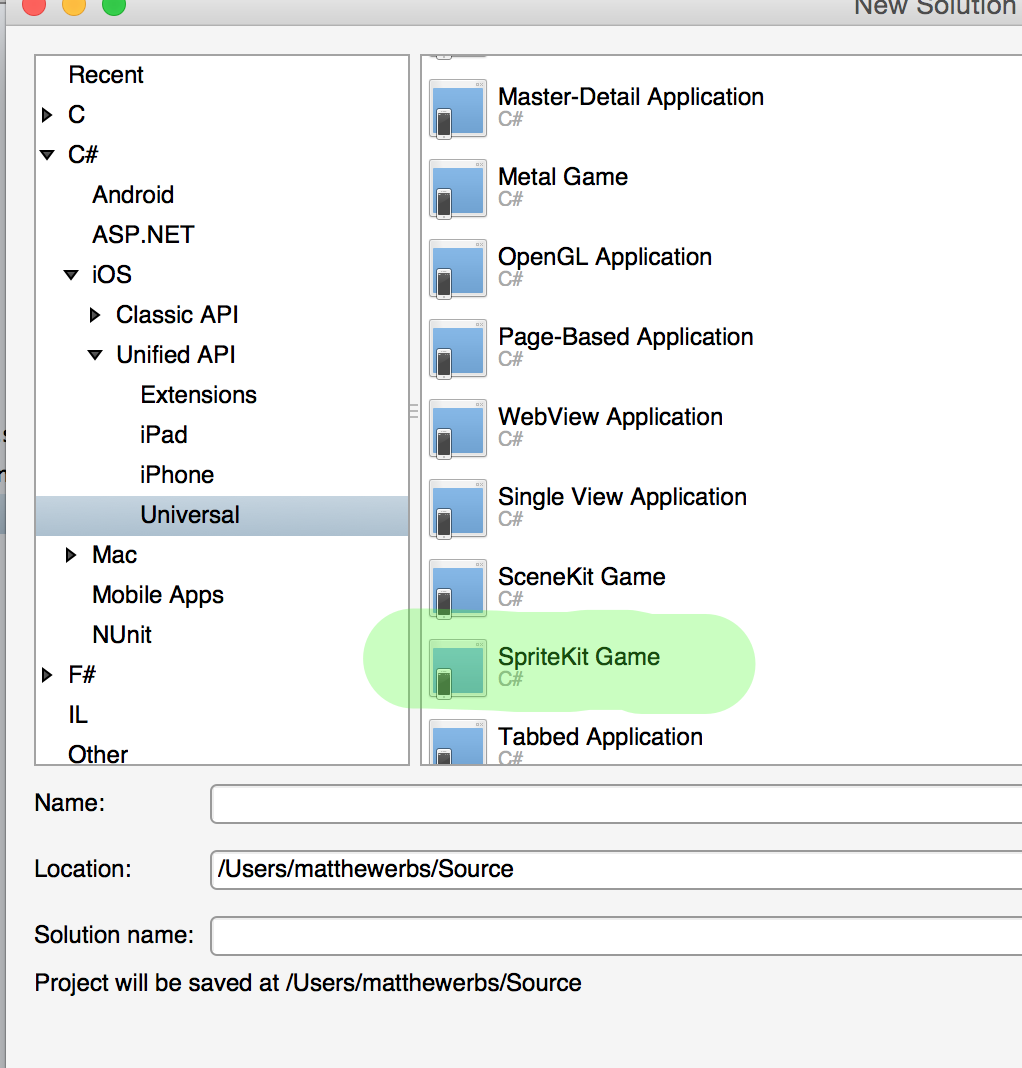 New Solution
Recent
C
C#
Android
ASP.NET
iOS
Classic API
Unified API
Extensions
iPad
iPhone
Universal
Mac
Mobile Apps
NUnit
F#
IL
Other
Master-Detail Application
C#
Metal Game
C#
OpenGL Application
C#
Page-Based Application
C#
WebView Application
C#
Single View Application
C#
SceneKit Game
C#
SpriteKit Game
C#
Tabbed Application
C#
Name:
Location:
/Users/matthewerbs/Source
Solution name:
Project will be saved at /Users/matthewerbs/Source